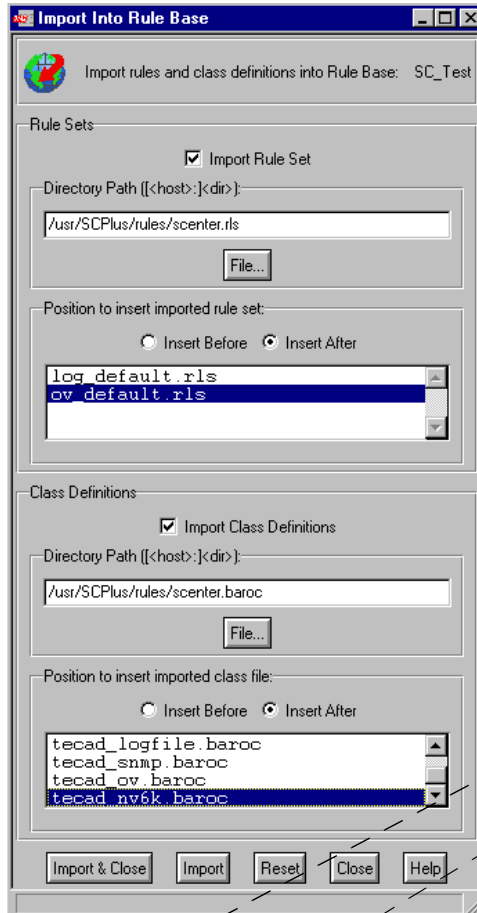 Import Into Rule Base
Import rules and class definitions into Rule Base: SC_Test
Rule Sets
Import Rule Set
Directory Path ([<host>:]<dir>):
/usr/SCPlus/rules/scenter.rls
File...
Position to insert imported rule set:
Insert Before Insert After
log_default.rls
ov_default.rls
Class Definitions
Import Class Definitions
Directory Path ([<host>:]<dir>):
/usr/SCPlus/rules/scenter.baroc
File...
Position to insert imported class file:
Insert Before Insert After
tecad_logfile.baroc
tecad_snmp.baroc
tecad_ov.baroc
tecad_nv6k.baroc
Import & Close Import Reset Close Help